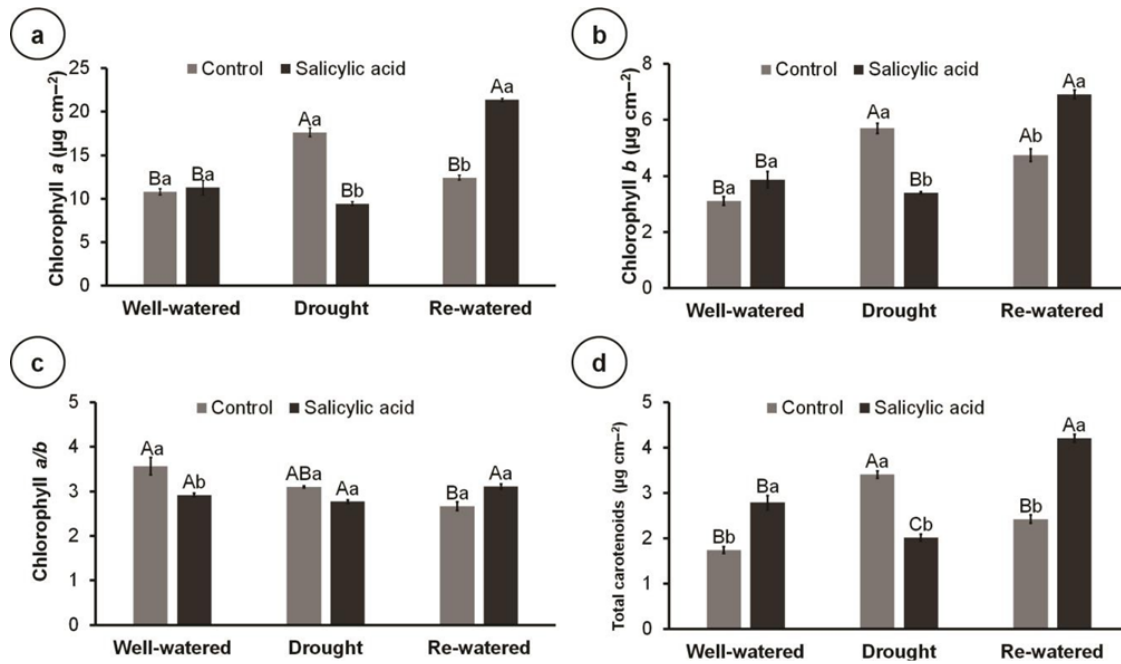 a
Chlorophyll a (µg cm–2)
25
20
15
10
5
0
Control
Salicylic acid
Ba
Ba
Aa
Bb
Bb
Aa
Well-watered
Drought
Re-watered
b
Chlorophyll b (µg cm–2)
8
6
4
2
0
Control
Salicylic acid
Ba
Ba
Aa
Bb
Ab
Aa
Well-watered
Drought
Re-watered
c
Chlorophyll a/b
5
4
3
2
1
0
Control
Salicylic acid
Aa
Ab
ABa
Aa
Ba
Aa
Well-watered
Drought
Re-watered
d
Total carotenoids (µg cm–2)
5
4
3
2
1
0
Control
Salicylic acid
Bb
Ba
Aa
Cb
Bb
Aa
Well-watered
Drought
Re-watered